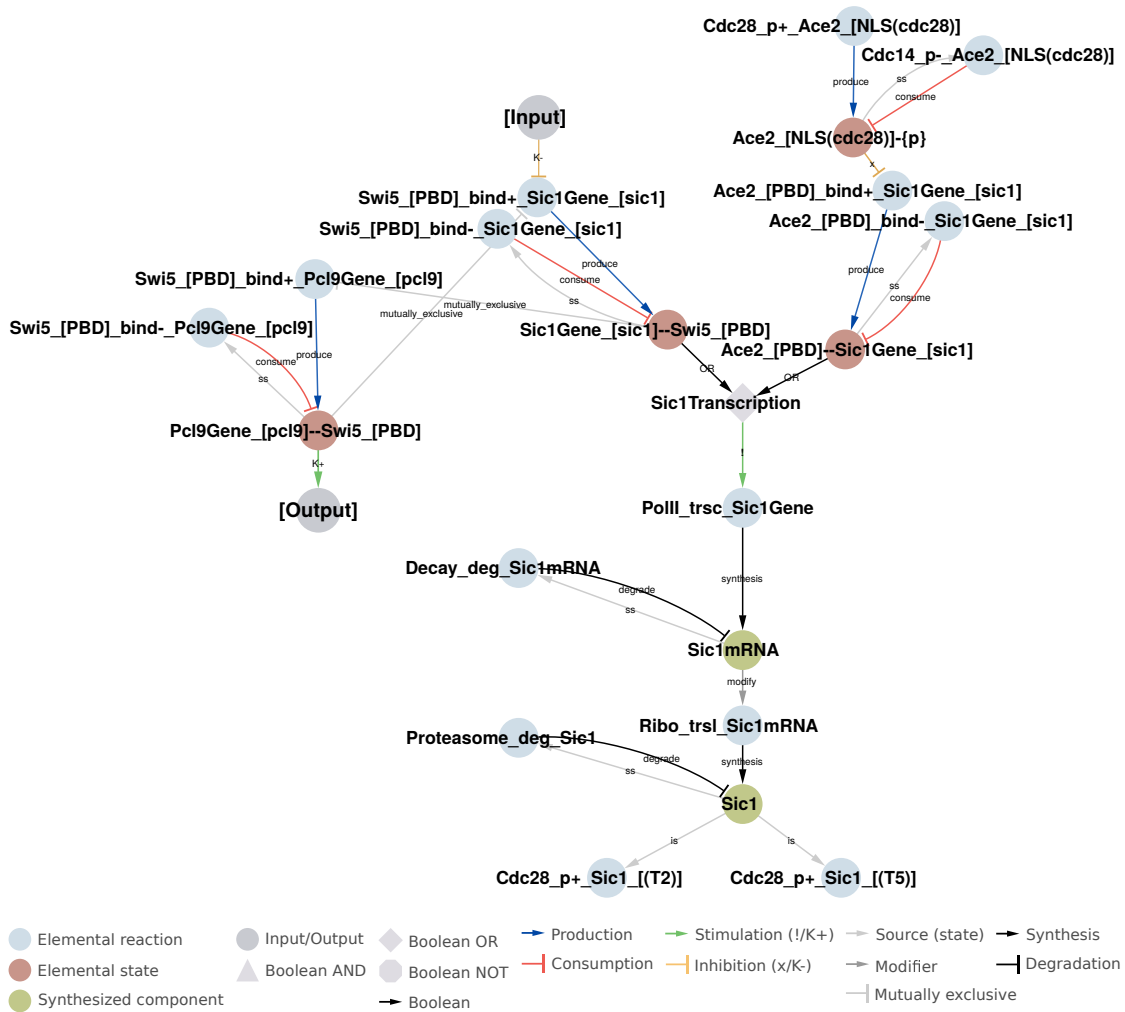 Cdc28_p+_Ace2_[NLS(cdc28)]
Cdc14_p-_Ace2_[NLS(cdc28)]
produce
ss
consume
[Input]
Ace2_[NLS(cdc28)]-{p}
K-
x
Swi5_[PBD]_bind+_Sic1Gene_[sic1]
Ace2_[PBD]_bind+_Sic1Gene_[sic1]
Swi5_[PBD]_bind-_Sic1Gene_[sic1]
Ace2_[PBD]_bind-_Sic1Gene_[sic1]
produce
consume
ss
produce
ss
consume
Swi5_[PBD]_bind+_Pcl9Gene_[pcl9]
mutually_exclusive
mutually_exclusive
Swi5_[PBD]_bind-_Pcl9Gene_[pcl9]
Sic1Gene_[sic1]--Swi5_[PBD]
Ace2_[PBD]--Sic1Gene_[sic1]
produce
consume
ss
OR
OR
Sic1Transcription
Pcl9Gene_[pcl9]--Swi5_[PBD]
K+
!
[Output]
PolII_trsc_Sic1Gene
Decay_deg_Sic1mRNA
degrade
ss
synthesis
Sic1mRNA
modify
Ribo_trsl_Sic1mRNA
Proteasome_deg_Sic1
degrade
ss
synthesis
Sic1
is
is
Cdc28_p+_Sic1_[(T2)]
Cdc28_p+_Sic1_[(T5)]
Elemental reaction
Elemental state
Synthesized component
Input/Output
Boolean AND
Boolean OR
Boolean NOT
Boolean
Production
Consumption
Stimulation (!/K+)
Inhibition (x/K-)
Source (state)
Modifier
Mutually exclusive
Synthesis
Degradation